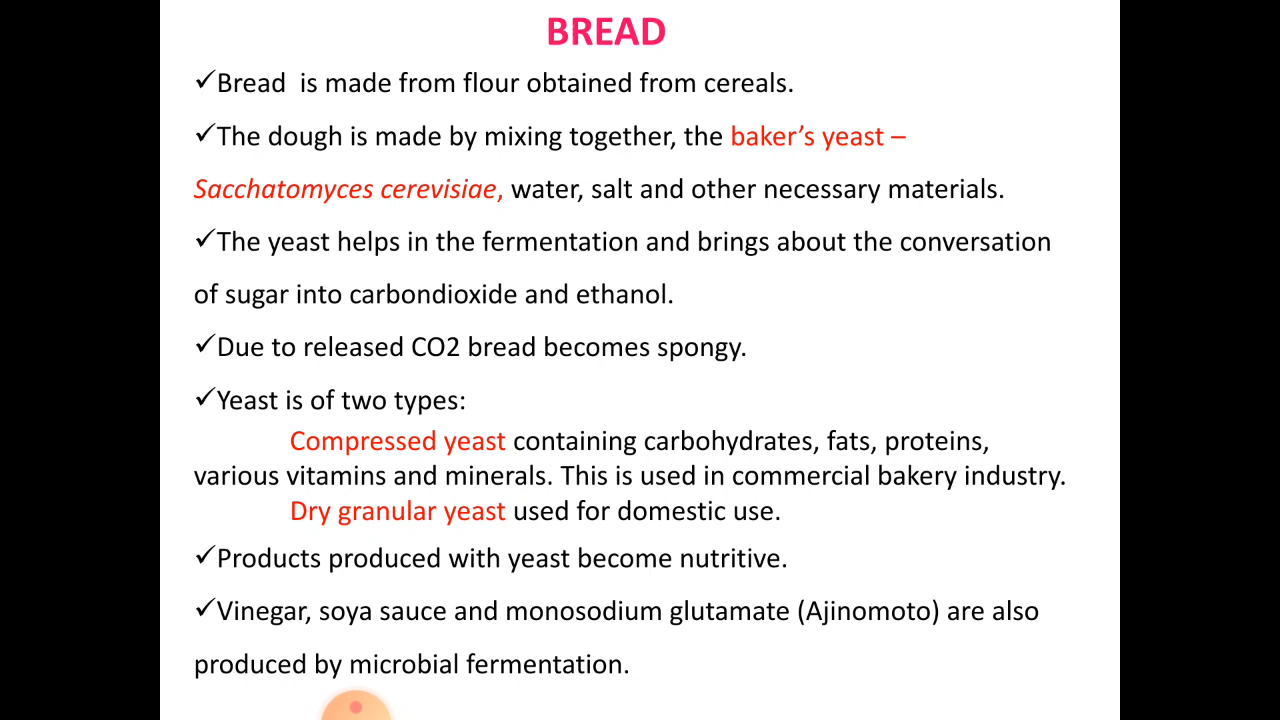 BREAD
✓Bread  is made from flour obtained from cereals.
✓The dough is made by mixing together, the baker’s yeast –
Sacchatomyces cerevisiae, water, salt and other necessary materials.
✓The yeast helps in the fermentation and brings about the conversation
of sugar into carbondioxide and ethanol.
✓Due to released CO2 bread becomes spongy.
✓Yeast is of two types:
Compressed yeast containing carbohydrates, fats, proteins,
various vitamins and minerals. This is used in commercial bakery industry.
Dry granular yeast used for domestic use.
✓Products produced with yeast become nutritive.
✓Vinegar, soya sauce and monosodium glutamate (Ajinomoto) are also
produced by microbial fermentation.